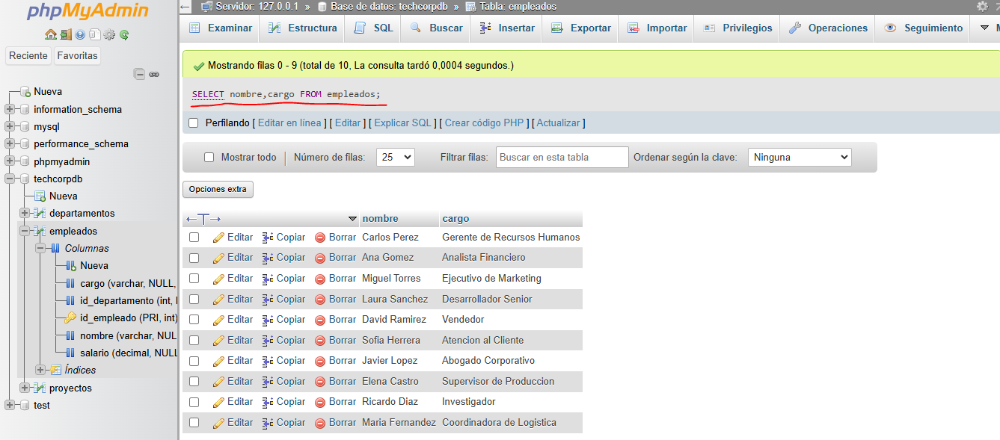 phpMyAdmin
Reciente Favoritas
Nueva
information_schema
mysql
performance_schema
phpmyadmin
techcorpdb
Nueva
departamentos
empleados
Columnas
Nueva
cargo (varchar, NULL,
id_departamento (int,
id_empleado (PRI, int)
nombre (varchar, NUL
salario (decimal, NULL
Índices
proyectos
test
Servidor: 127.0.0.1 » Base de datos: techcorpdb » Tabla: empleados
Examinar Estructura SQL Buscar Insertar Exportar Importar Privilegios Operaciones Seguimiento
Mostrando filas 0 - 9 (total de 10, La consulta tardó 0,0004 segundos.)
SELECT nombre,cargo FROM empleados;
Perfilando [ Editar en línea ] [ Editar ] [ Explicar SQL ] [ Crear código PHP ] [ Actualizar ]
Mostrar todo | Número de filas: 25 Filtrar filas: Buscar en esta tabla Ordenar según la clave: Ninguna
Opciones extra
←T→ nombre cargo
Editar Copiar Borrar Carlos Perez Gerente de Recursos Humanos
Editar Copiar Borrar Ana Gomez Analista Financiero
Editar Copiar Borrar Miguel Torres Ejecutivo de Marketing
Editar Copiar Borrar Laura Sanchez Desarrollador Senior
Editar Copiar Borrar David Ramirez Vendedor
Editar Copiar Borrar Sofia Herrera Atencion al Cliente
Editar Copiar Borrar Javier Lopez Abogado Corporativo
Editar Copiar Borrar Elena Castro Supervisor de Produccion
Editar Copiar Borrar Ricardo Diaz Investigador
Editar Copiar Borrar Maria Fernandez Coordinadora de Logistica